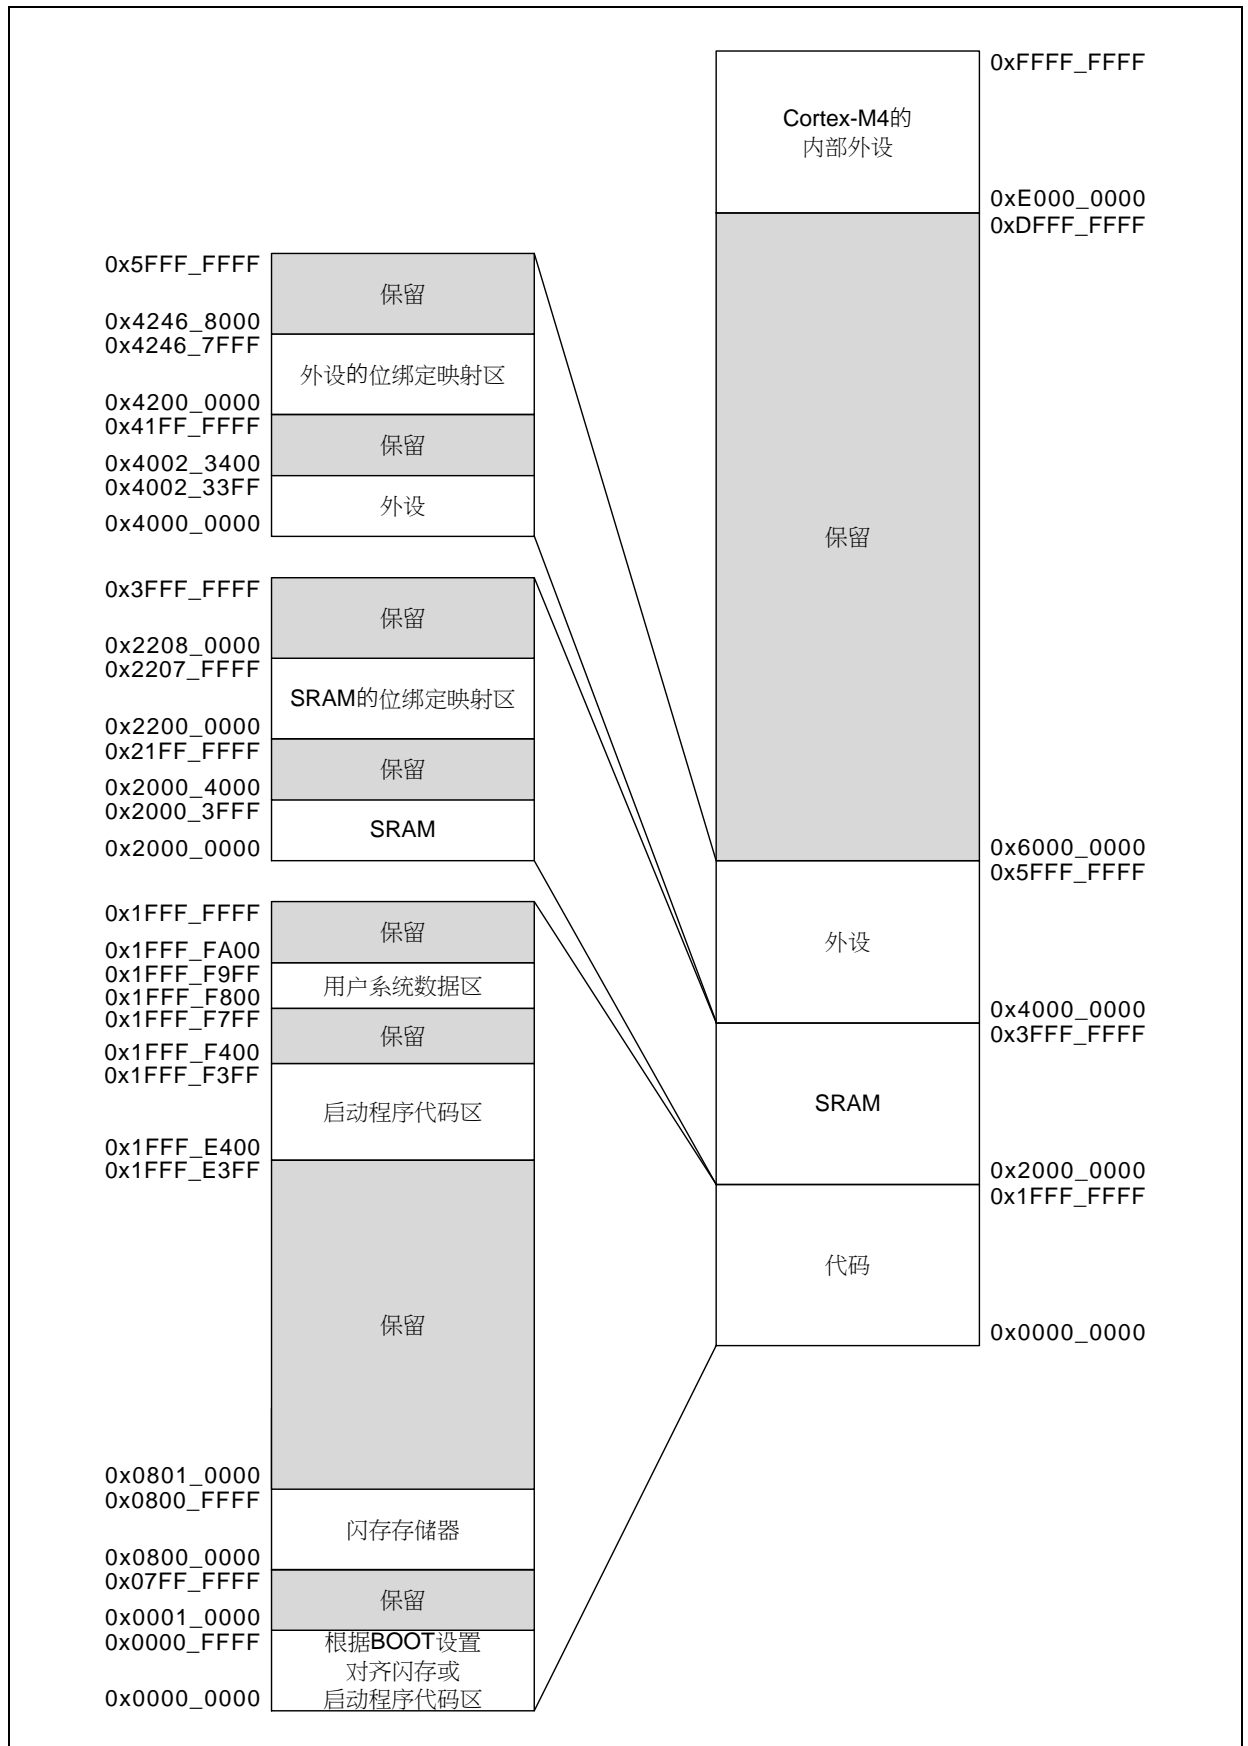 0xFFFF_FFFF
Cortex-M4的
内部外设
0xE000_0000
0xDFFF_FFFF
保留
0x6000_0000
0x5FFF_FFFF
外设
0x4000_0000
0x3FFF_FFFF
SRAM
0x2000_0000
0x1FFF_FFFF
代码
0x0000_0000
0x5FFF_FFFF
保留
0x4246_8000
0x4246_7FFF
外设的位绑定映射区
0x4200_0000
0x41FF_FFFF
保留
0x4002_3400
0x4002_33FF
外设
0x4000_0000
0x3FFF_FFFF
保留
0x2208_0000
0x2207_FFFF
SRAM的位绑定映射区
0x2200_0000
0x21FF_FFFF
保留
0x2000_4000
0x2000_3FFF
SRAM
0x2000_0000
0x1FFF_FFFF
保留
0x1FFF_FA00
0x1FFF_F9FF
用户系统数据区
0x1FFF_F800
0x1FFF_F7FF
保留
0x1FFF_F400
0x1FFF_F3FF
启动程序代码区
0x1FFF_E400
0x1FFF_E3FF
保留
0x0801_0000
0x0800_FFFF
闪存存储器
0x0800_0000
0x07FF_FFFF
保留
0x0001_0000
0x0000_FFFF
根据BOOT设置
对齐闪存或
启动程序代码区
0x0000_0000